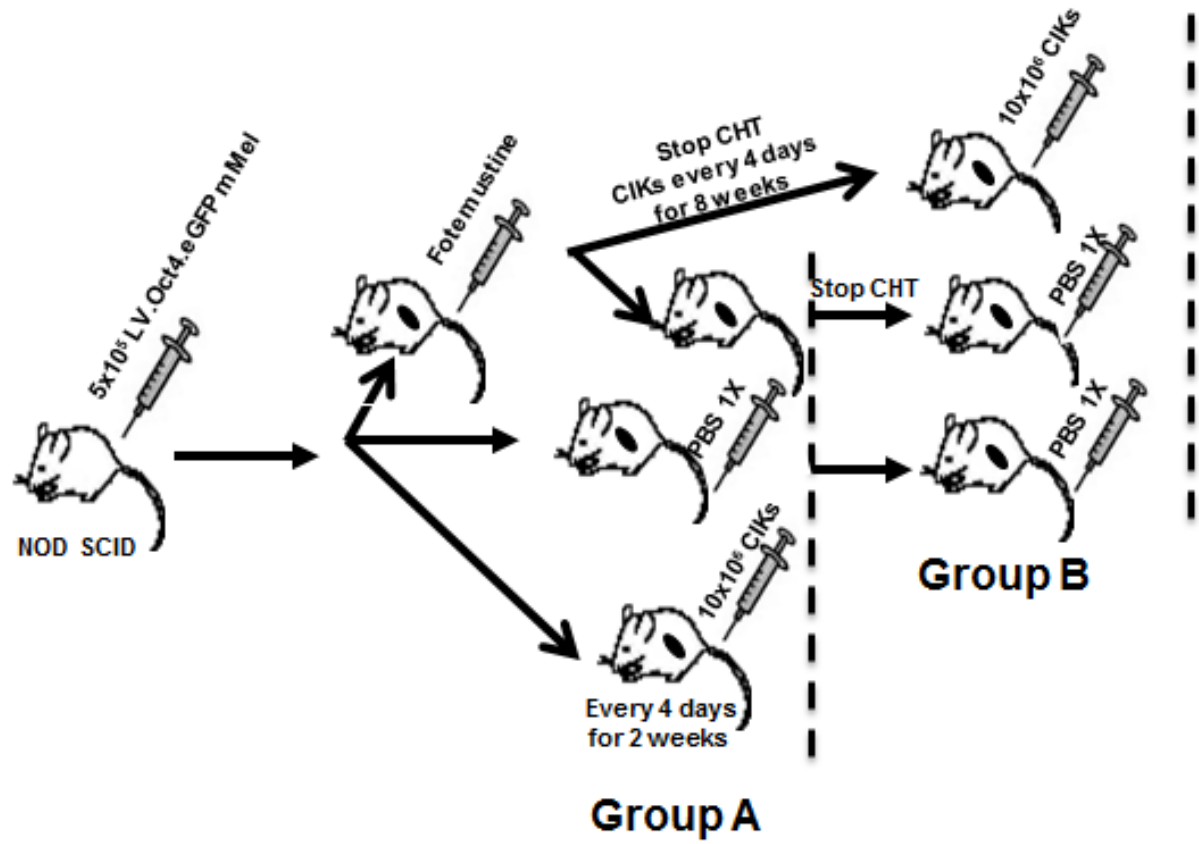 5x10⁵ LV.Oct4.eGFP mMel
NOD SCID
Fotemustine
Stop CHT
CIKs every 4 days
for 8 weeks
10x10⁶ CIKs
PBS 1X
Stop CHT
PBS 1X
PBS 1X
10x10⁶ CIKs
Every 4 days
for 2 weeks
Group A
Group B